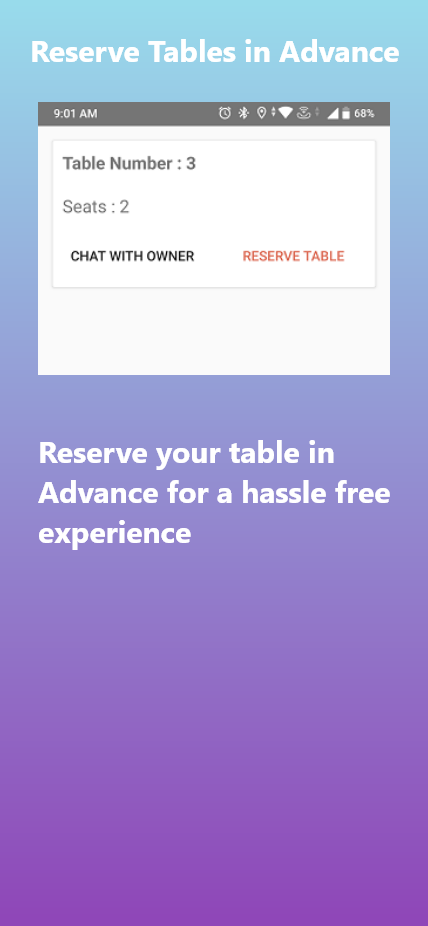 Reserve Tables in Advance
9:01 AM 68%
Table Number : 3
Seats : 2
CHAT WITH OWNER RESERVE TABLE
Reserve your table in
Advance for a hassle free
experience